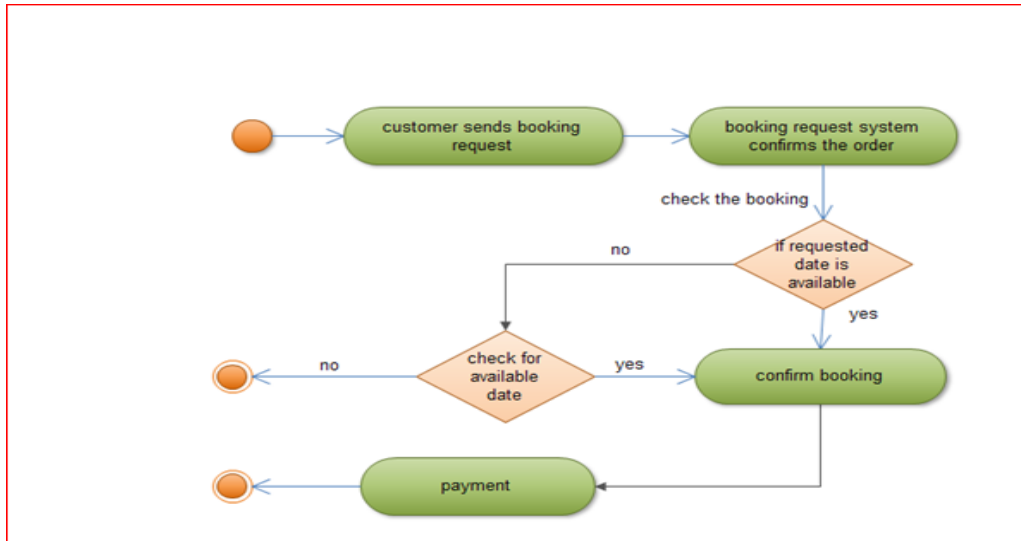 customer sends booking
request
booking request system
confirms the order
check the booking
if requested
date is
available
no
yes
check for
available
date
no
yes
confirm booking
payment